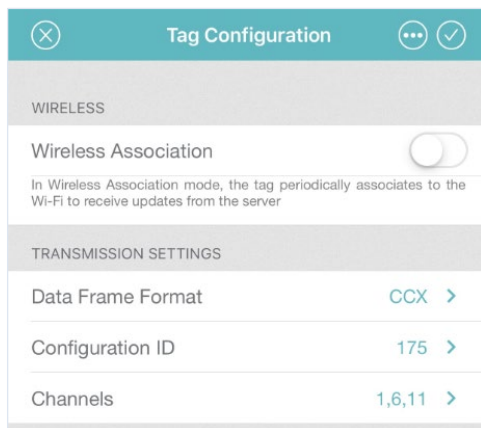 Tag Configuration
WIRELESS
Wireless Association
In Wireless Association mode, the tag periodically associates to the
Wi-Fi to receive updates from the server
TRANSMISSION SETTINGS
Data Frame Format CCX >
Configuration ID 175 >
Channels 1,6,11 >